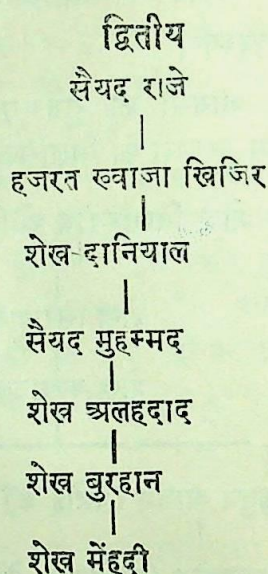 द्वितीय
सैयद राजे
हजरत ख्वाजा खिजिर
शेख दानियाल
सैयद मुहम्मद
शेख अलहदाद
शेख बुरहान
शेख मेंहदी